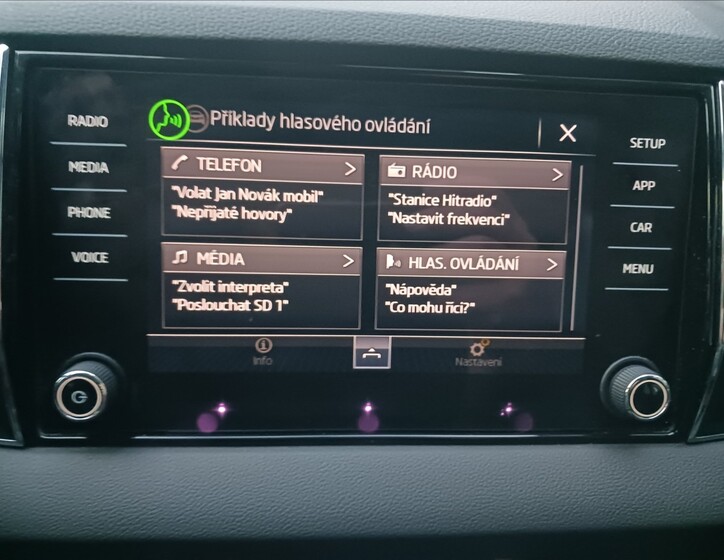 RADIO
MEDIA
PHONE
VOICE
Příklady hlasového ovládání
TELEFON
"Volat Jan Novák mobil"
"Nepřijaté hovory"
RÁDIO
"Stanice Hitradio"
"Nastavit frekvenci"
MÉDIA
"Zvolit interpreta"
"Poslouchat SD 1"
HLAS. OVLÁDÁNÍ
"Nápověda"
"Co mohu říci?"
Info
Nastavení
SETUP
APP
CAR
MENU